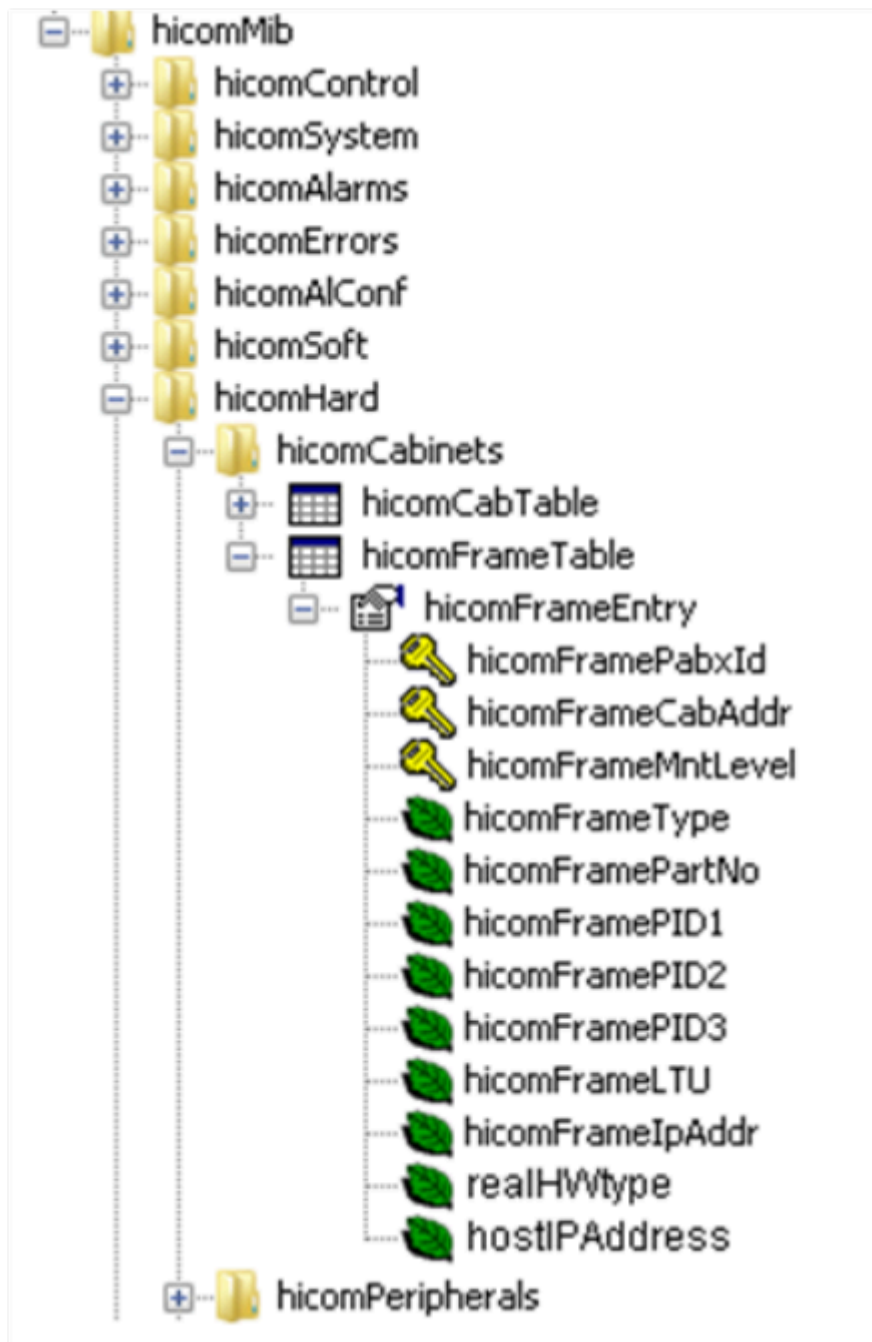 hicomMib
hicomControl
hicomSystem
hicomAlarms
hicomErrors
hicomAlConf
hicomSoft
hicomHard
hicomCabinets
hicomCabTable
hicomFrameTable
hicomFrameEntry
hicomFramePabxId
hicomFrameCabAddr
hicomFrameMntLevel
hicomFrameType
hicomFramePartNo
hicomFramePID1
hicomFramePID2
hicomFramePID3
hicomFrameLTU
hicomFrameIpAddr
realHWtype
hostIPAddress
hicomPeripherals